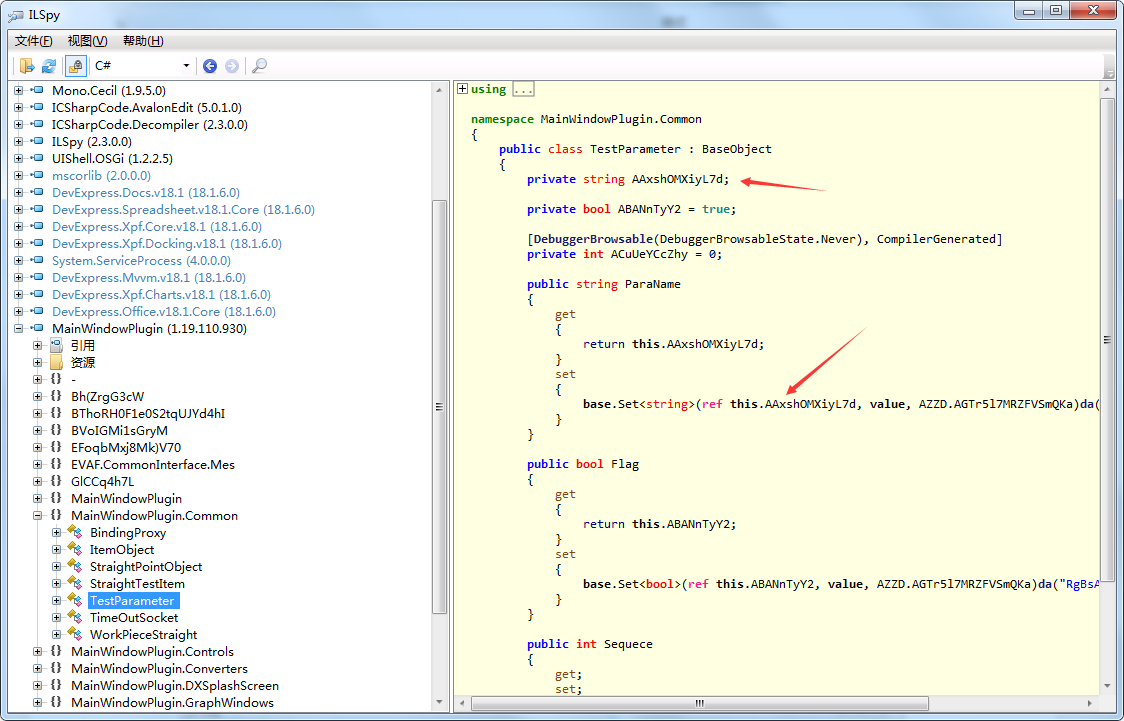 ILSpy
文件(F) 视图(V) 帮助(H)
C#
Mono.Cecil (1.9.5.0)
ICSharpCode.AvalonEdit (5.0.1.0)
ICSharpCode.Decompiler (2.3.0.0)
ILSpy (2.3.0.0)
UIShell.OSGi (1.2.2.5)
mscorlib (2.0.0.0)
DevExpress.Docs.v18.1 (18.1.6.0)
DevExpress.Spreadsheet.v18.1.Core (18.1.6.0)
DevExpress.Xpf.Core.v18.1 (18.1.6.0)
DevExpress.Xpf.Docking.v18.1 (18.1.6.0)
System.ServiceProcess (4.0.0.0)
DevExpress.Mvvm.v18.1 (18.1.6.0)
DevExpress.Xpf.Charts.v18.1 (18.1.6.0)
DevExpress.Office.v18.1.Core (18.1.6.0)
MainWindowPlugin (1.19.110.930)
引用
资源
{} -
{} Bh(ZrgG3cW
{} BThoRH0F1e0S2tqUJYd4hI
{} BVoIGMi1sGryM
{} EFoqbMxj8Mk)V70
{} EVAF.CommonInterface.Mes
{} GlCCq4h7L
{} MainWindowPlugin
{} MainWindowPlugin.Common
BindingProxy
ItemObject
StraightPointObject
StraightTestItem
TestParameter
TimeOutSocket
WorkPieceStraight
{} MainWindowPlugin.Controls
{} MainWindowPlugin.Converters
{} MainWindowPlugin.DXSplashScreen
{} MainWindowPlugin.GraphWindows
using ...
namespace MainWindowPlugin.Common
{
public class TestParameter : BaseObject
{
private string AAxshOMXiyL7d;
private bool ABANnTyY2 = true;
[DebuggerBrowsable(DebuggerBrowsableState.Never), CompilerGenerated]
private int ACuUeYCcZhy = 0;
public string ParaName
{
get
{
return this.AAxshOMXiyL7d;
}
set
{
base.Set<string>(ref this.AAxshOMXiyL7d, value, AZZD.AGTr5l7MRZFVSmQKa)da(
}
}
public bool Flag
{
get
{
return this.ABANnTyY2;
}
set
{
base.Set<bool>(ref this.ABANnTyY2, value, AZZD.AGTr5l7MRZFVSmQKa)da("RgBsA
}
}
public int Sequece
{
get;
set;